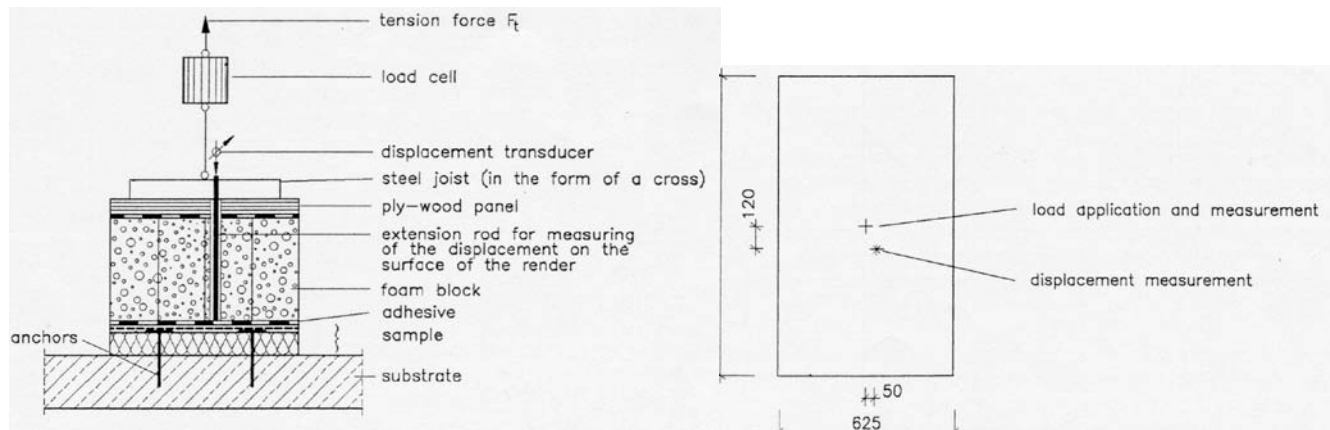 tension force Ft
load cell
displacement transducer
steel joist (in the form of a cross)
ply-wood panel
extension rod for measuring
of the displacement on the
surface of the render
foam block
adhesive
anchors
sample
substrate
120
load application and measurement
displacement measurement
50
625